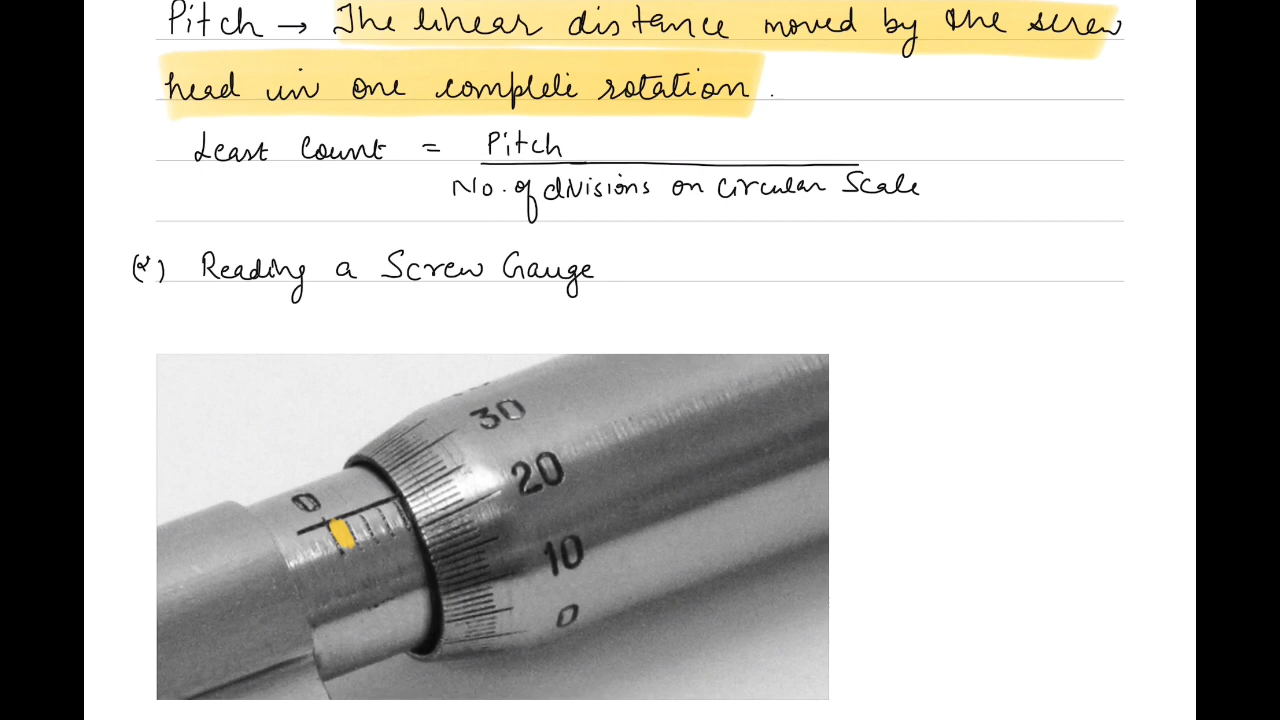 Pitch → The linear distance moved by the screw
head in one complete rotation.
Least Count = Pitch
No. of divisions on Circular Scale
(2) Reading a Screw Gauge
30
20
0
10
0